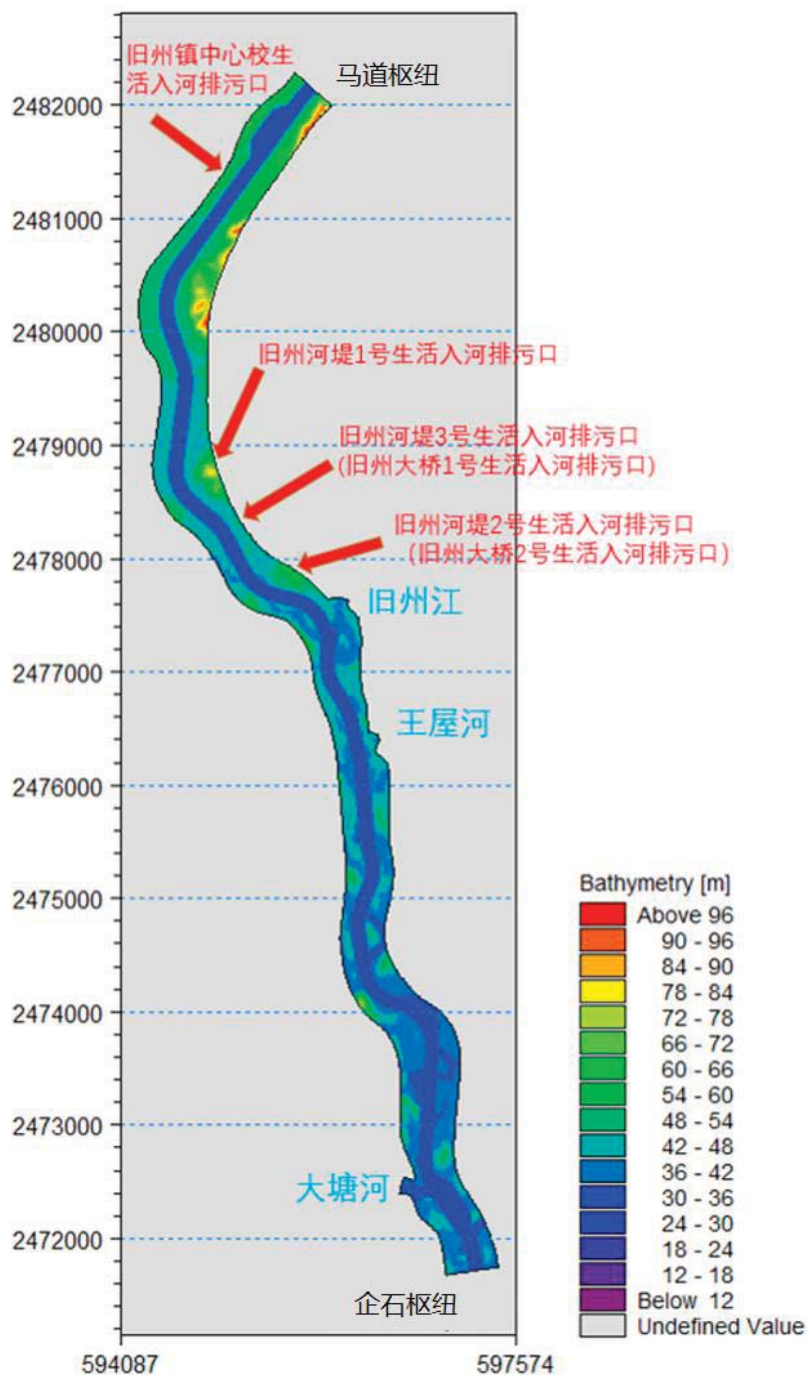 旧州镇中心校生
活入河排污口
马道枢纽
2482000
2481000
2480000
旧州河堤1号生活入河排污口
2479000
旧州河堤3号生活入河排污口
(旧州大桥1号生活入河排污口)
旧州河堤2号生活入河排污口
(旧州大桥2号生活入河排污口)
2478000
旧州江
2477000
王屋河
2476000
2475000
2474000
2473000
大塘河
2472000
企石枢纽
594087
597574
Bathymetry [m]
Above 96
90 - 96
84 - 90
78 - 84
72 - 78
66 - 72
60 - 66
54 - 60
48 - 54
42 - 48
36 - 42
30 - 36
24 - 30
18 - 24
12 - 18
Below 12
Undefined Value